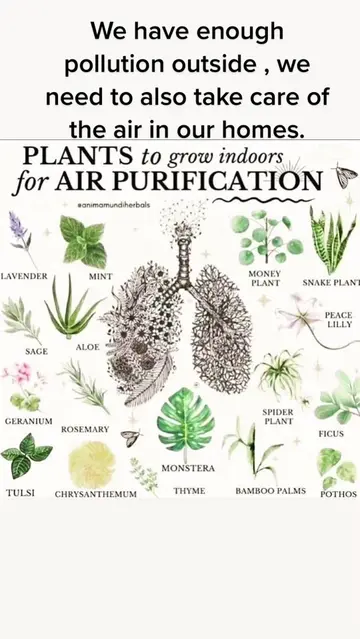 We have enough
pollution outside , we
need to also take care of
the air in our homes.
PLANTS to grow indoors
for AIR PURIFICATION
#animamundiherbals
LAVENDER
MINT
MONEY
PLANT
SNAKE PLANT
SAGE
ALOE
PEACE
LILLY
GERANIUM
ROSEMARY
SPIDER
PLANT
FICUS
MONSTERA
TULSI
CHRYSANTHEMUM
THYME
BAMBOO PALMS
POTHOS